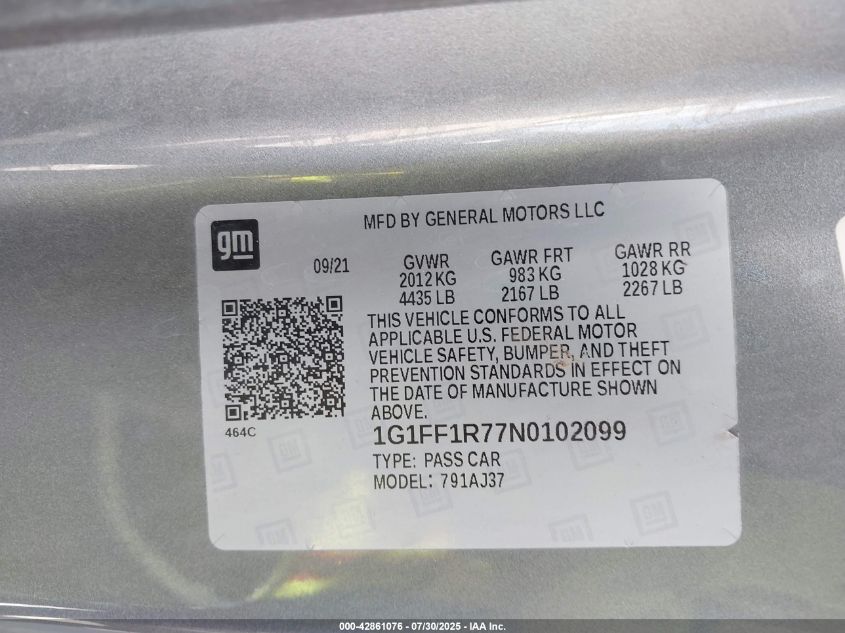 MFD BY GENERAL MOTORS LLC
gm
09/21
GVWR
2012 KG
4435 LB
GAWR FRT
983 KG
2167 LB
GAWR RR
1028 KG
2267 LB
THIS VEHICLE CONFORMS TO ALL
APPLICABLE U.S. FEDERAL MOTOR
VEHICLE SAFETY, BUMPER, AND THEFT
PREVENTION STANDARDS IN EFFECT ON
THE DATE OF MANUFACTURE SHOWN
ABOVE.
464C
1G1FF1R77N0102099
TYPE: PASS CAR
MODEL: 791AJ37
000-42861076 - 07/30/2025 - IAA Inc.